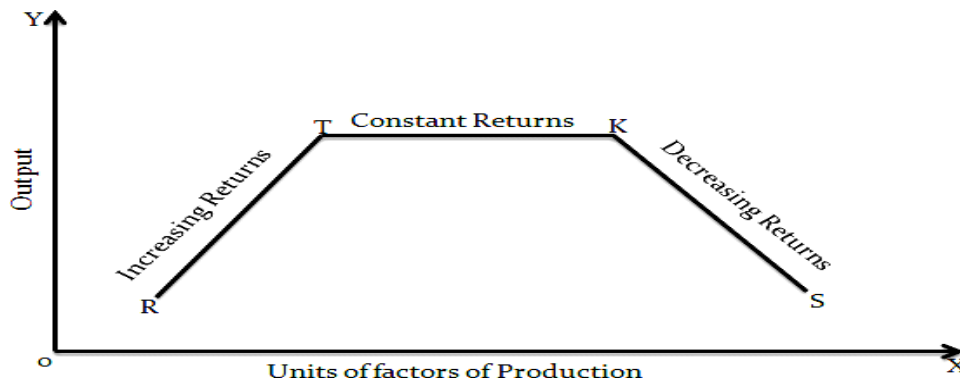 Y
Output
Increasing Returns
R
T
Constant Returns
K
Decreasing Returns
S
o
X
Units of factors of Production